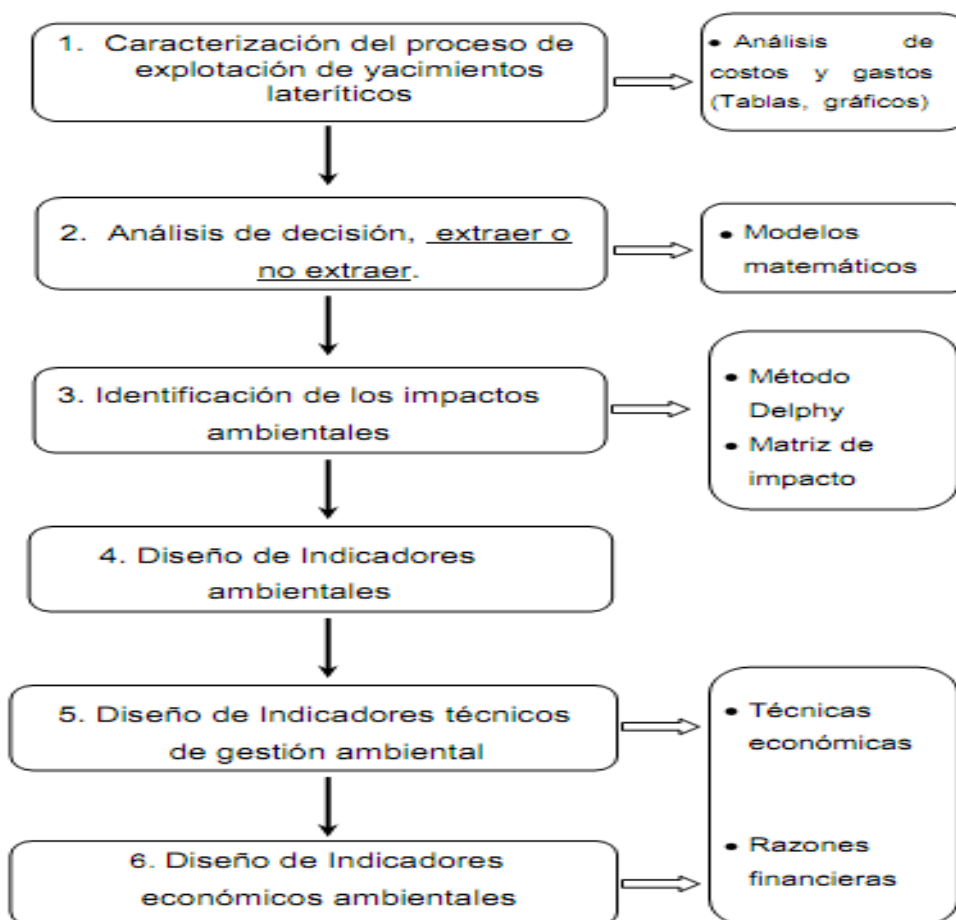 1. Caracterización del proceso de
explotación de yacimientos
lateríticos
• Análisis de
costos y gastos
(Tablas, gráficos)
2. Análisis de decisión, extraer o
no extraer.
• Modelos
matemáticos
3. Identificación de los impactos
ambientales
• Método
Delphy
• Matriz de
impacto
4. Diseño de Indicadores
ambientales
5. Diseño de Indicadores técnicos
de gestión ambiental
• Técnicas
económicas
6. Diseño de Indicadores
económicos ambientales
• Razones
financieras